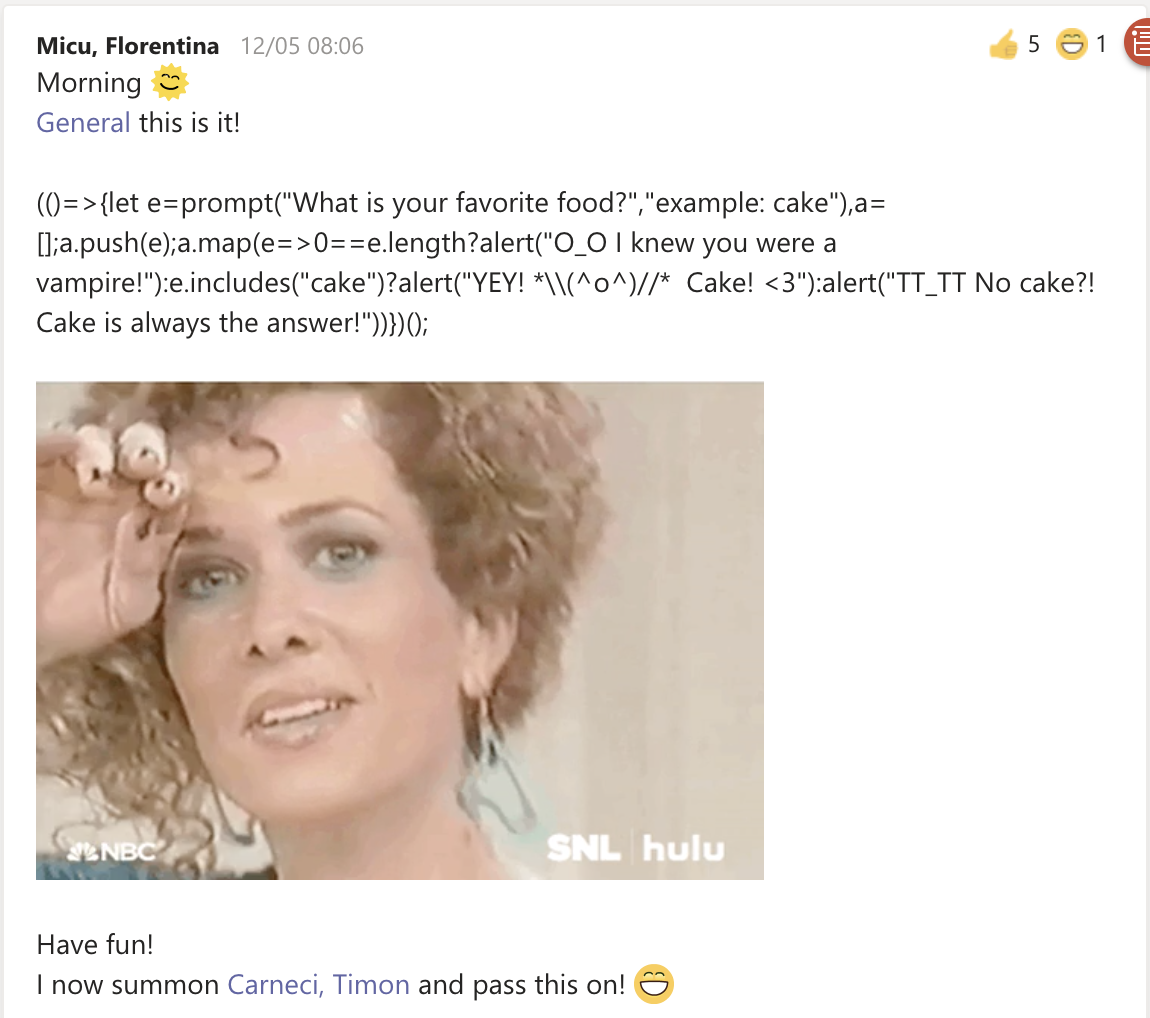 Micu, Florentina 12/05 08:06 5 1
Morning
General this is it!
(()=>{let e=prompt("What is your favorite food?","example: cake"),a=
[];a.push(e);a.map(e=>0==e.length?alert("O_O I knew you were a
vampire!"):e.includes("cake")?alert("YEY! *\\(^o^)//*  Cake! <3"):alert("TT_TT No cake?!
Cake is always the answer!"))})();
NBC
SNL hulu
Have fun!
I now summon Carneci, Timon and pass this on!